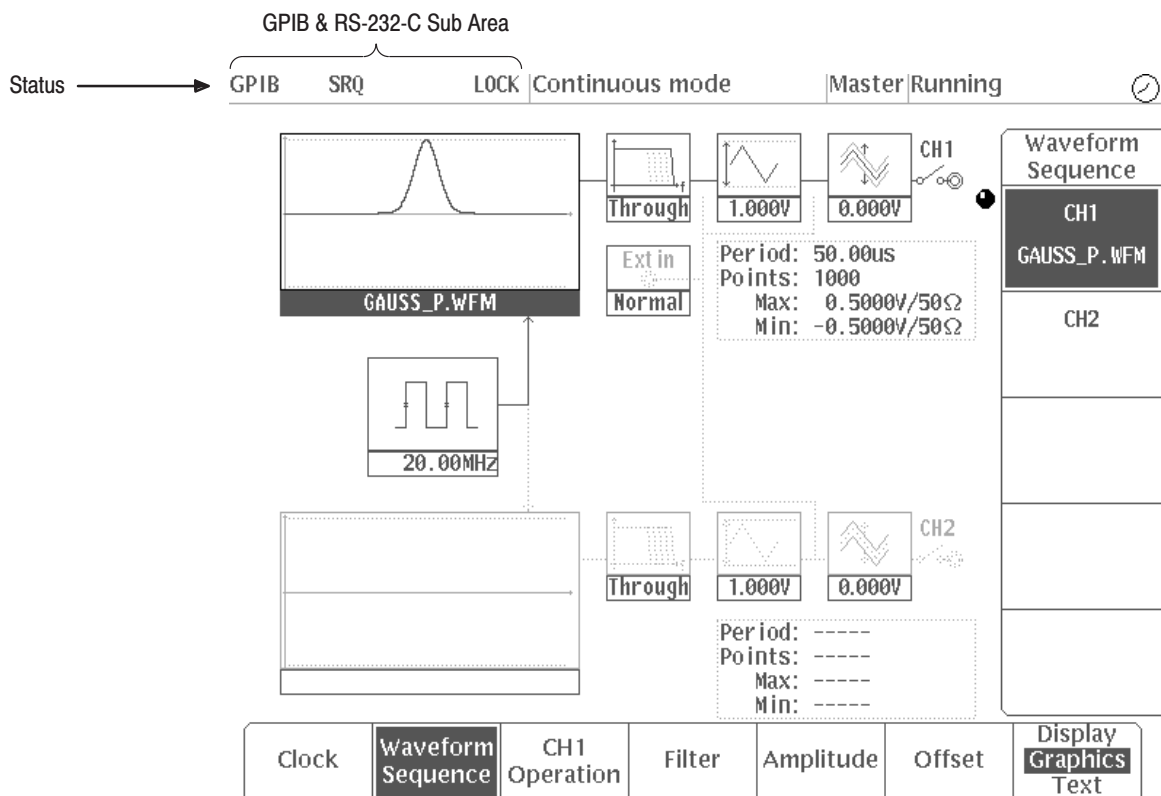 GPIB & RS-232-C Sub Area
Status
GPIB SRQ LOCK Continuous mode Master Running
CH1
Through
1.000V
0.000V
GAUSS_P.WFM
Ext in
Normal
Period: 50.00us
Points: 1000
Max: 0.5000V/50Ω
Min: -0.5000V/50Ω
20.00MHz
CH2
Through
1.000V
0.000V
Period: -----
Points: -----
Max: -----
Min: -----
Waveform
Sequence
CH1
GAUSS_P.WFM
CH2
Clock
Waveform
Sequence
CH1
Operation
Filter
Amplitude
Offset
Display
Graphics
Text
f